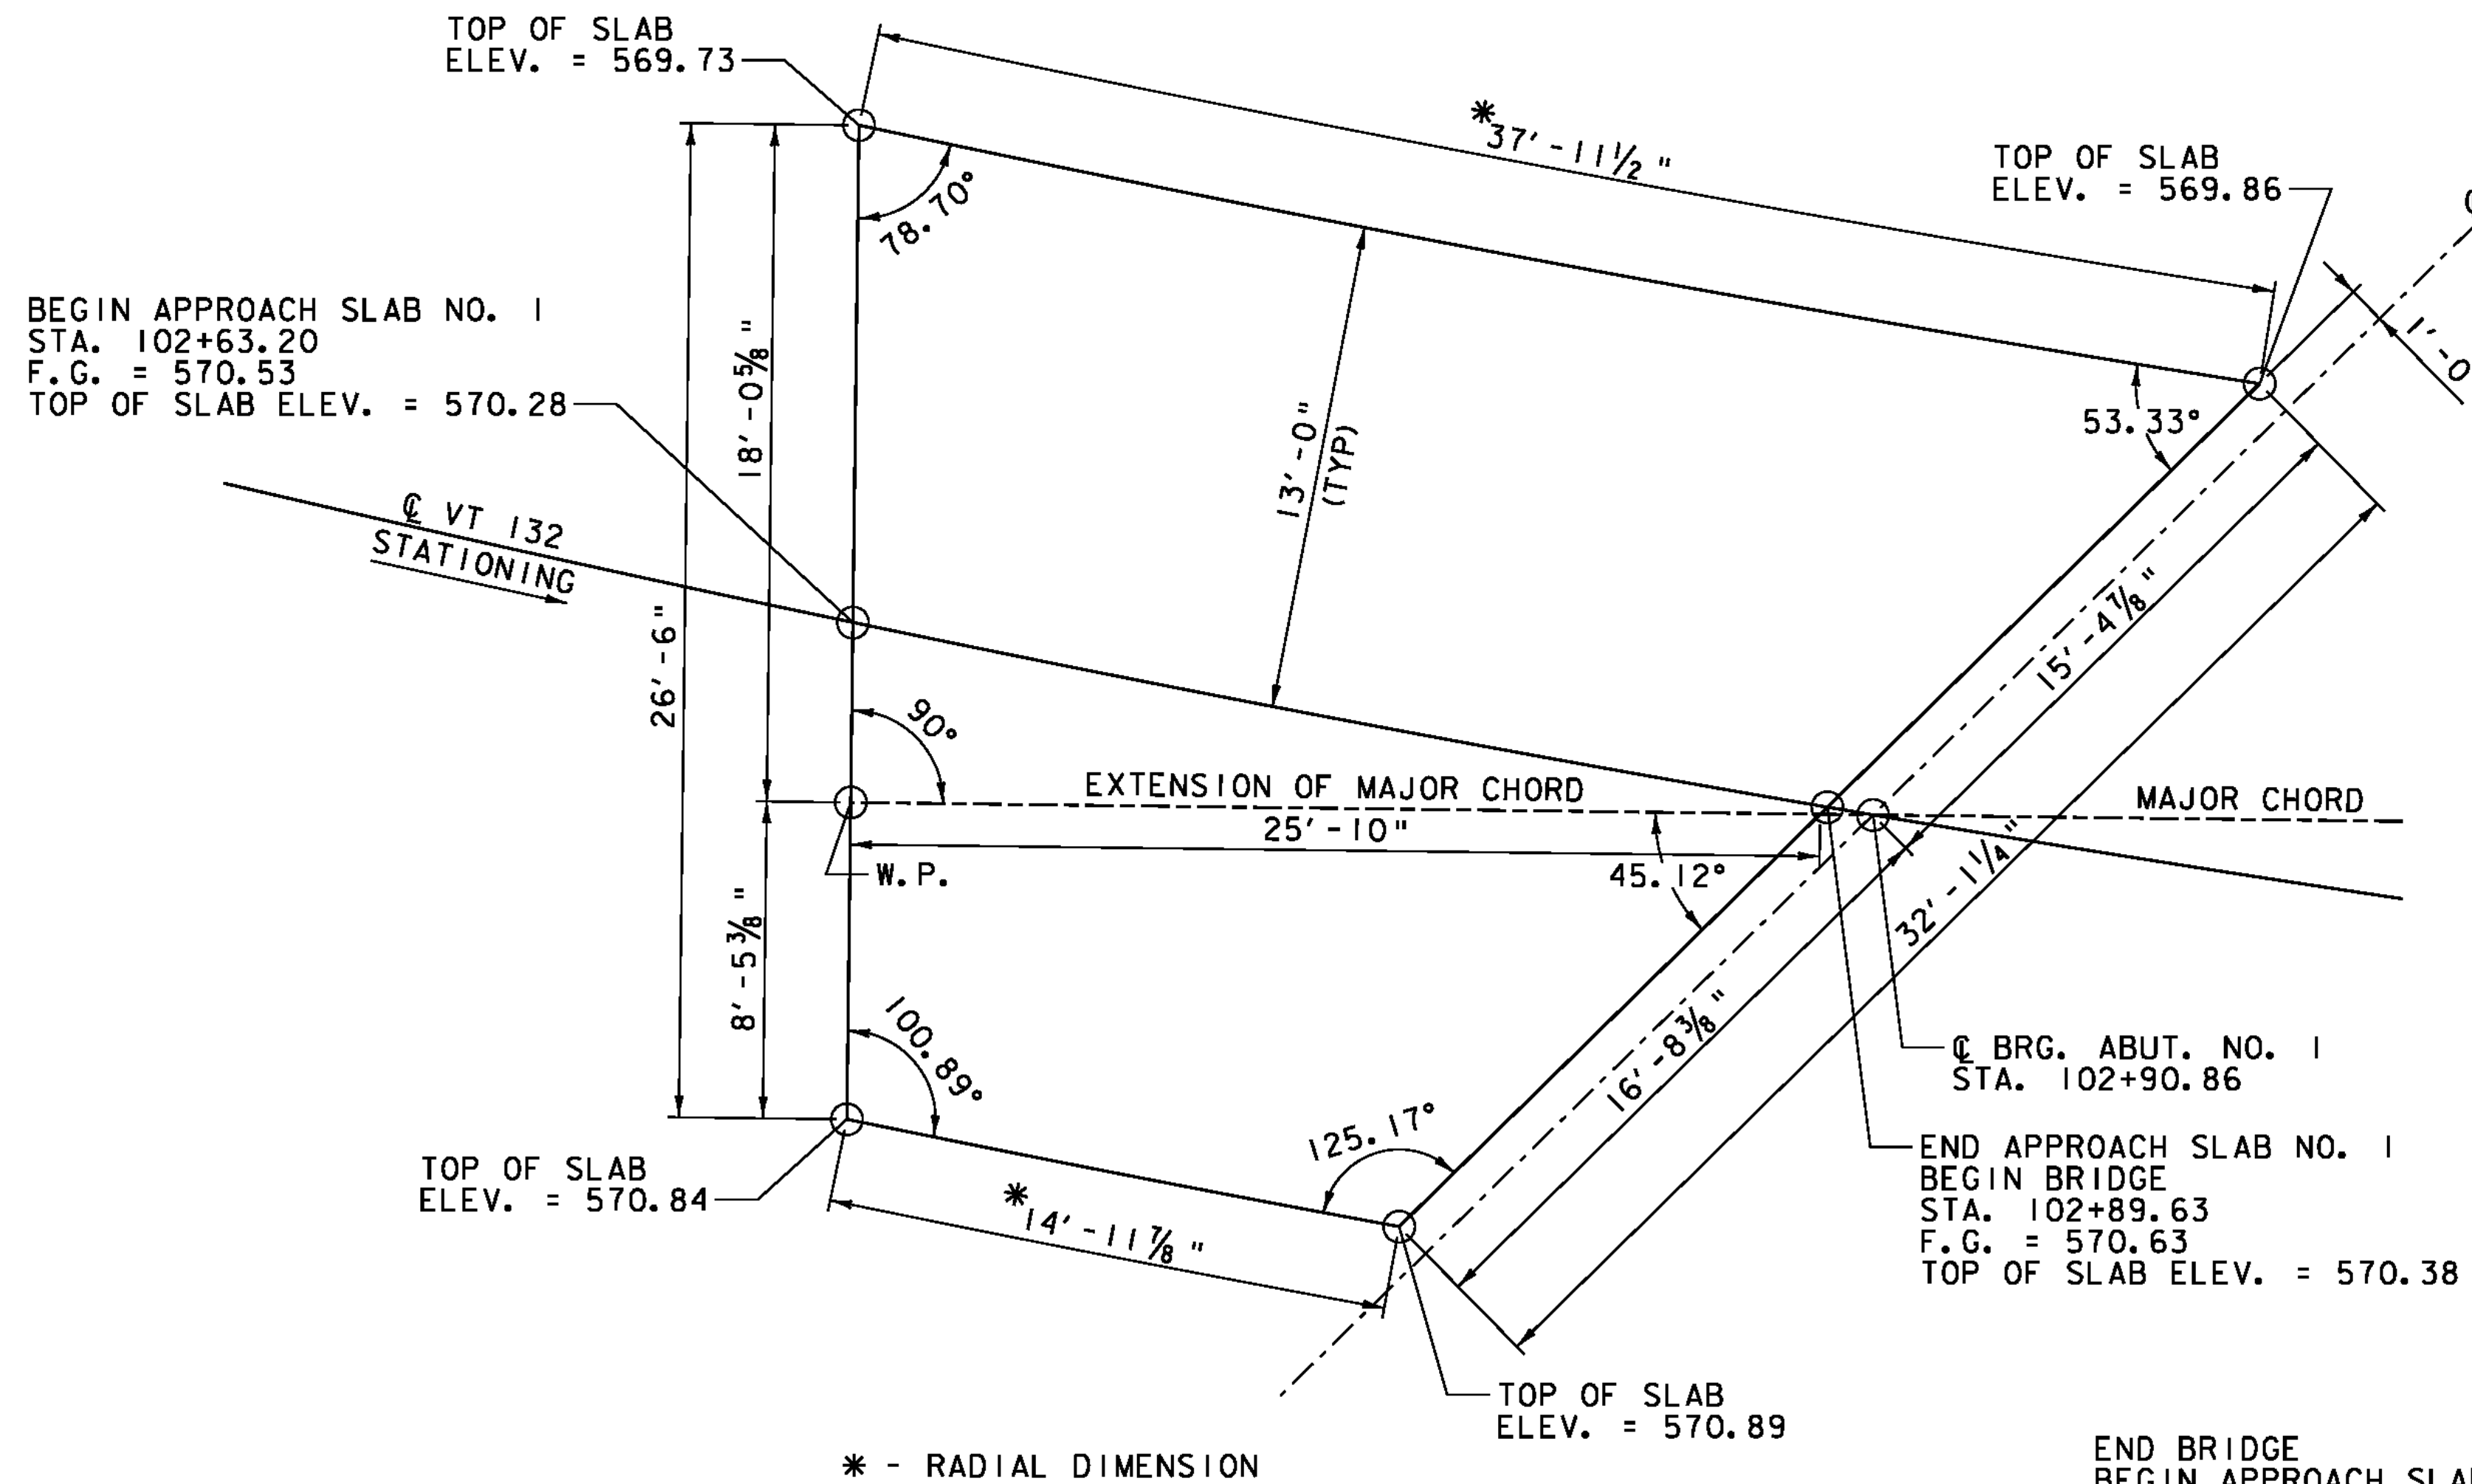 TOP OF SLAB
ELEV. = 569.73
*37'-11½"
TOP OF SLAB
ELEV. = 569.86
1'-0
78.70°
53.33°
BEGIN APPROACH SLAB NO. 1
STA. 102+63.20
F.G. = 570.53
TOP OF SLAB ELEV. = 570.28
18'-0⅝"
13'-0"
(TYP)
℄ VT 132
STATIONING
26'-6"
15'-4⅞"
90°
EXTENSION OF MAJOR CHORD
MAJOR CHORD
25'-10"
45.12°
W.P.
32'-1¼"
8'-5⅜"
16'-8⅜"
100.89°
℄ BRG. ABUT. NO. 1
STA. 102+90.86
125.17°
END APPROACH SLAB NO. 1
BEGIN BRIDGE
STA. 102+89.63
F.G. = 570.63
TOP OF SLAB ELEV. = 570.38
TOP OF SLAB
ELEV. = 570.84
*14'-11⅞"
TOP OF SLAB
ELEV. = 570.89
* - RADIAL DIMENSION
END BRIDGE
BEGIN APPROACH